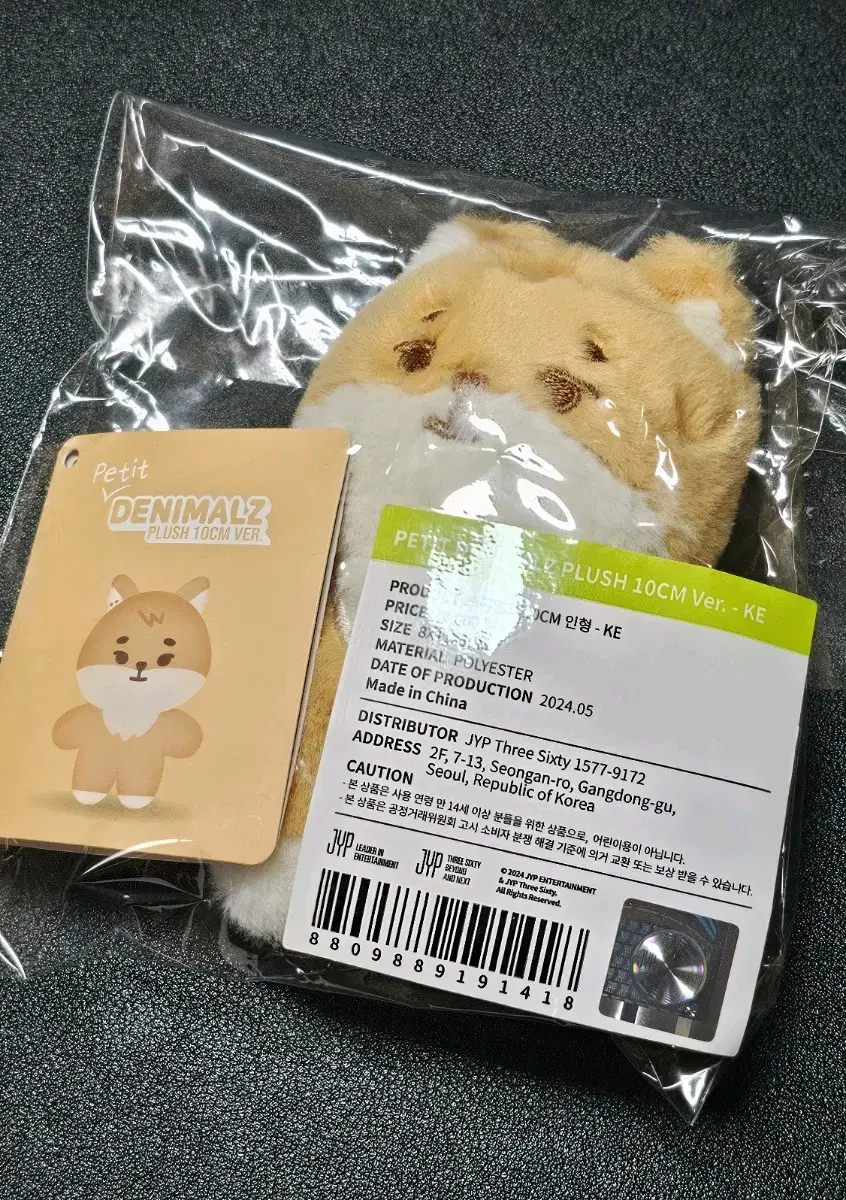 Petit
DENIMALZ
PLUSH 10CM VER.
PETIT PLUSH 10CM Ver. - KE
인형 - KE
PRICE
SIZE
MATERIAL POLYESTER
DATE OF PRODUCTION 2024.05
Made in China
DISTRIBUTOR JYP Three Sixty 1577-9172
ADDRESS 2F, 7-13, Seongan-ro, Gangdong-gu,
Seoul, Republic of Korea
CAUTION
- 본 상품은 사용 연령 만 14세 이상 분들을 위한 상품으로, 어린이용이 아닙니다.
- 본 상품은 공정거래위원회 고시 소비자 분쟁 해결 기준에 의거 교환 또는 보상 받을 수 있습니다.
JYP LEADER IN
ENTERTAINMENT
JYP THREE SIXTY
BEYOND
AND NEXT
© 2024 JYP ENTERTAINMENT
& JYP Three Sixty.
All Rights Reserved.
8809889191418